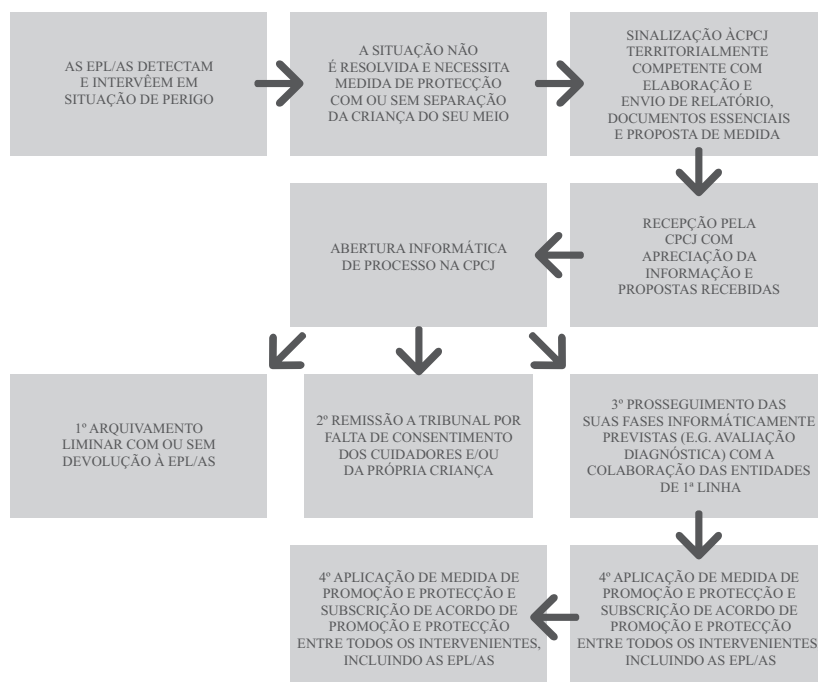 AS EPL/AS DETECTAM
E INTERVÊEM EM
SITUAÇÃO DE PERIGO
A SITUAÇÃO NÃO
É RESOLVIDA E NECESSITA
MEDIDA DE PROTECÇÃO
COM OU SEM SEPARAÇÃO
DA CRIANÇA DO SEU MEIO
SINALIZAÇÃO ÀCPCJ
TERRITORIALMENTE
COMPETENTE COM
ELABORAÇÃO E
ENVIO DE RELATÓRIO,
DOCUMENTOS ESSENCIAIS
E PROPOSTA DE MEDIDA
RECEPÇÃO PELA
CPCJ COM
APRECIAÇÃO DA
INFORMAÇÃO E
PROPOSTAS RECEBIDAS
ABERTURA INFORMÁTICA
DE PROCESSO NA CPCJ
1º ARQUIVAMENTO
LIMINAR COM OU SEM
DEVOLUÇÃO À EPL/AS
2º REMISSÃO A TRIBUNAL POR
FALTA DE CONSENTIMENTO
DOS CUIDADORES E/OU
DA PRÓPRIA CRIANÇA
3º PROSSEGUIMENTO DAS
SUAS FASES INFORMÁTICAMENTE
PREVISTAS (E.G. AVALIAÇÃO
DIAGNÓSTICA) COM A
COLABORAÇÃO DAS ENTIDADES
DE 1ª LINHA
4º APLICAÇÃO DE MEDIDA DE
PROMOÇÃO E PROTECÇÃO E
SUBSCRIÇÃO DE ACORDO DE
PROMOÇÃO E PROTECÇÃO
ENTRE TODOS OS INTERVENIENTES
INCLUINDO AS EPL/AS
4º APLICAÇÃO DE MEDIDA DE
PROMOÇÃO E PROTECÇÃO E
SUBSCRIÇÃO DE ACORDO DE
PROMOÇÃO E PROTECÇÃO
ENTRE TODOS OS INTERVENIENTES,
INCLUINDO AS EPL/AS